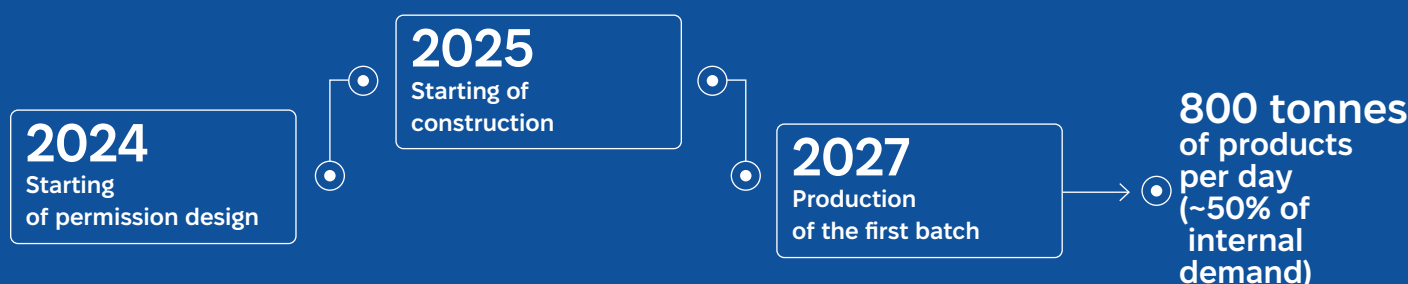 2024
Starting
of permission design
2025
Starting of
construction
2027
Production
of the first batch
800 tonnes
of products
per day
(~50% of
internal
demand)